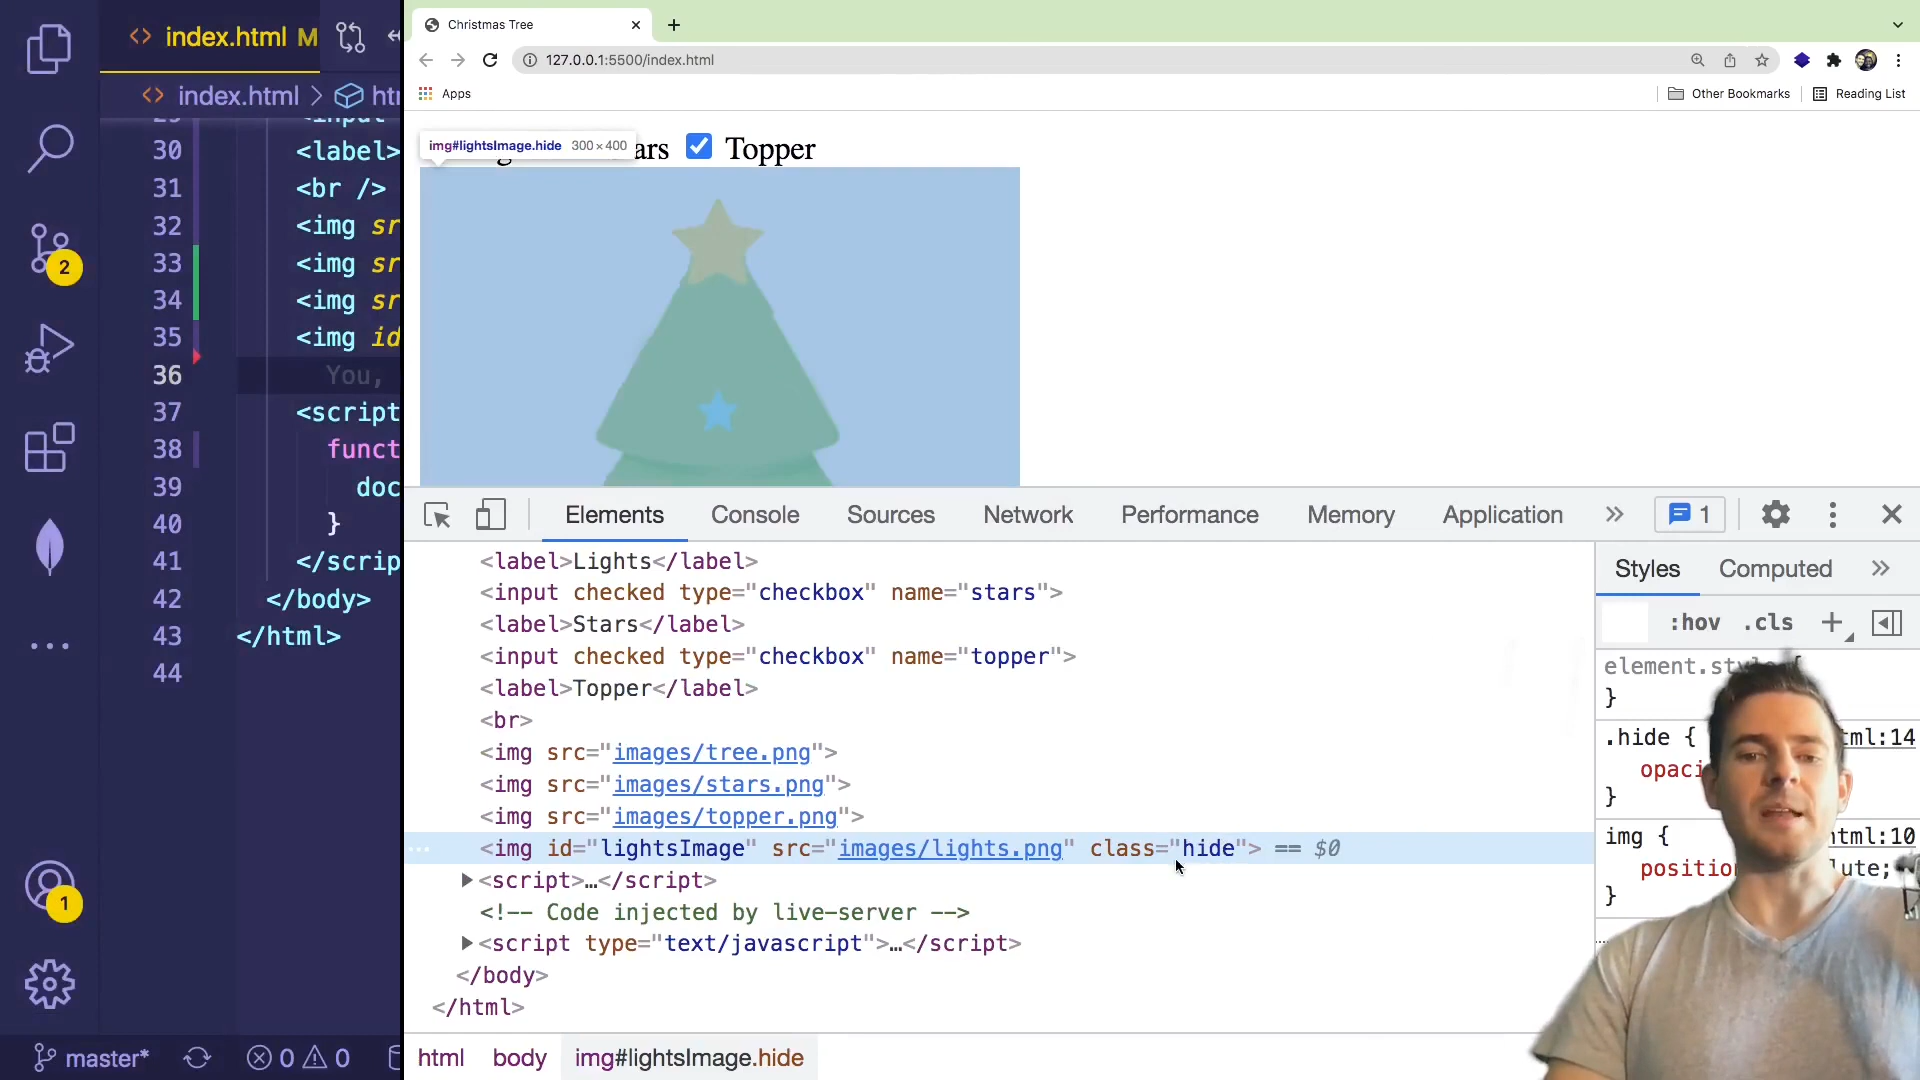 index.html M
index.html > ht
29 <input
30 <label>
31 <br />
32 <img sr
33 <img sr
34 <img sr
35 <img id
36 You,
37 <script
38 funct
39 doc
40 }
41 </scrip
42 </body>
43 </html>
44
2
1
master*
0 0
Christmas Tree
127.0.0.1:5500/index.html
Apps
Other Bookmarks
Reading List
img#lightsImage.hide 300×400
ars Topper
Elements Console Sources Network Performance Memory Application » 1
<label>Lights</label>
<input checked type="checkbox" name="stars">
<label>Stars</label>
<input checked type="checkbox" name="topper">
<label>Topper</label>
<br>
<img src="images/tree.png">
<img src="images/stars.png">
<img src="images/topper.png">
<img id="lightsImage" src="images/lights.png" class="hide"> == $0
<script>…</script>
<!-- Code injected by live-server -->
<script type="text/javascript">…</script>
</body>
</html>
html body img#lightsImage.hide
Styles Computed »
:hov .cls +
element.sty {
}
.hide { tml:14
opaci
}
img { html:10
position lute;
}